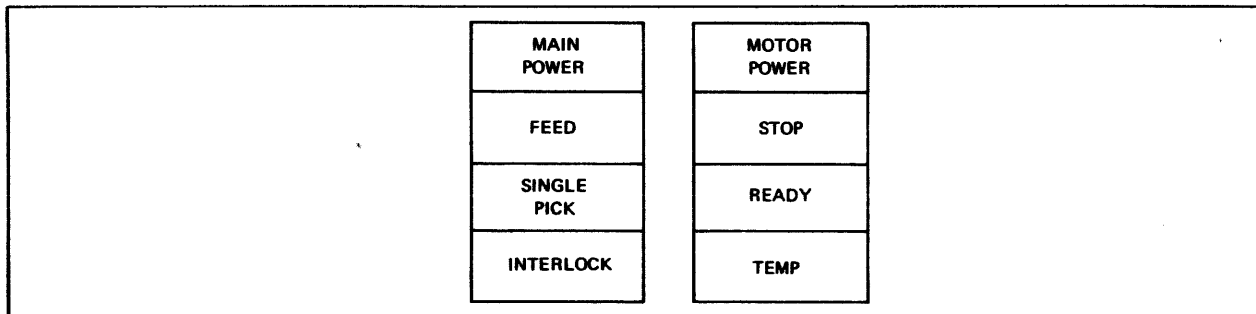 MAIN
POWER
FEED
SINGLE
PICK
INTERLOCK
MOTOR
POWER
STOP
READY
TEMP